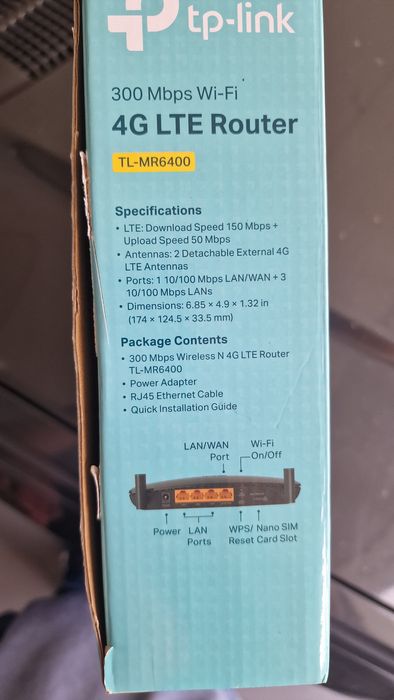 tp-link
300 Mbps Wi-Fi
4G LTE Router
TL-MR6400
Specifications
• LTE: Download Speed 150 Mbps +
Upload Speed 50 Mbps
• Antennas: 2 Detachable External 4G
LTE Antennas
• Ports: 1 10/100 Mbps LAN/WAN + 3
10/100 Mbps LANs
• Dimensions: 6.85 × 4.9 × 1.32 in
(174 × 124.5 × 33.5 mm)
Package Contents
• 300 Mbps Wireless N 4G LTE Router
TL-MR6400
• Power Adapter
• RJ45 Ethernet Cable
• Quick Installation Guide
LAN/WAN
Port
Wi-Fi
On/Off
Power
LAN
Ports
WPS/
Reset
Nano SIM
Card Slot